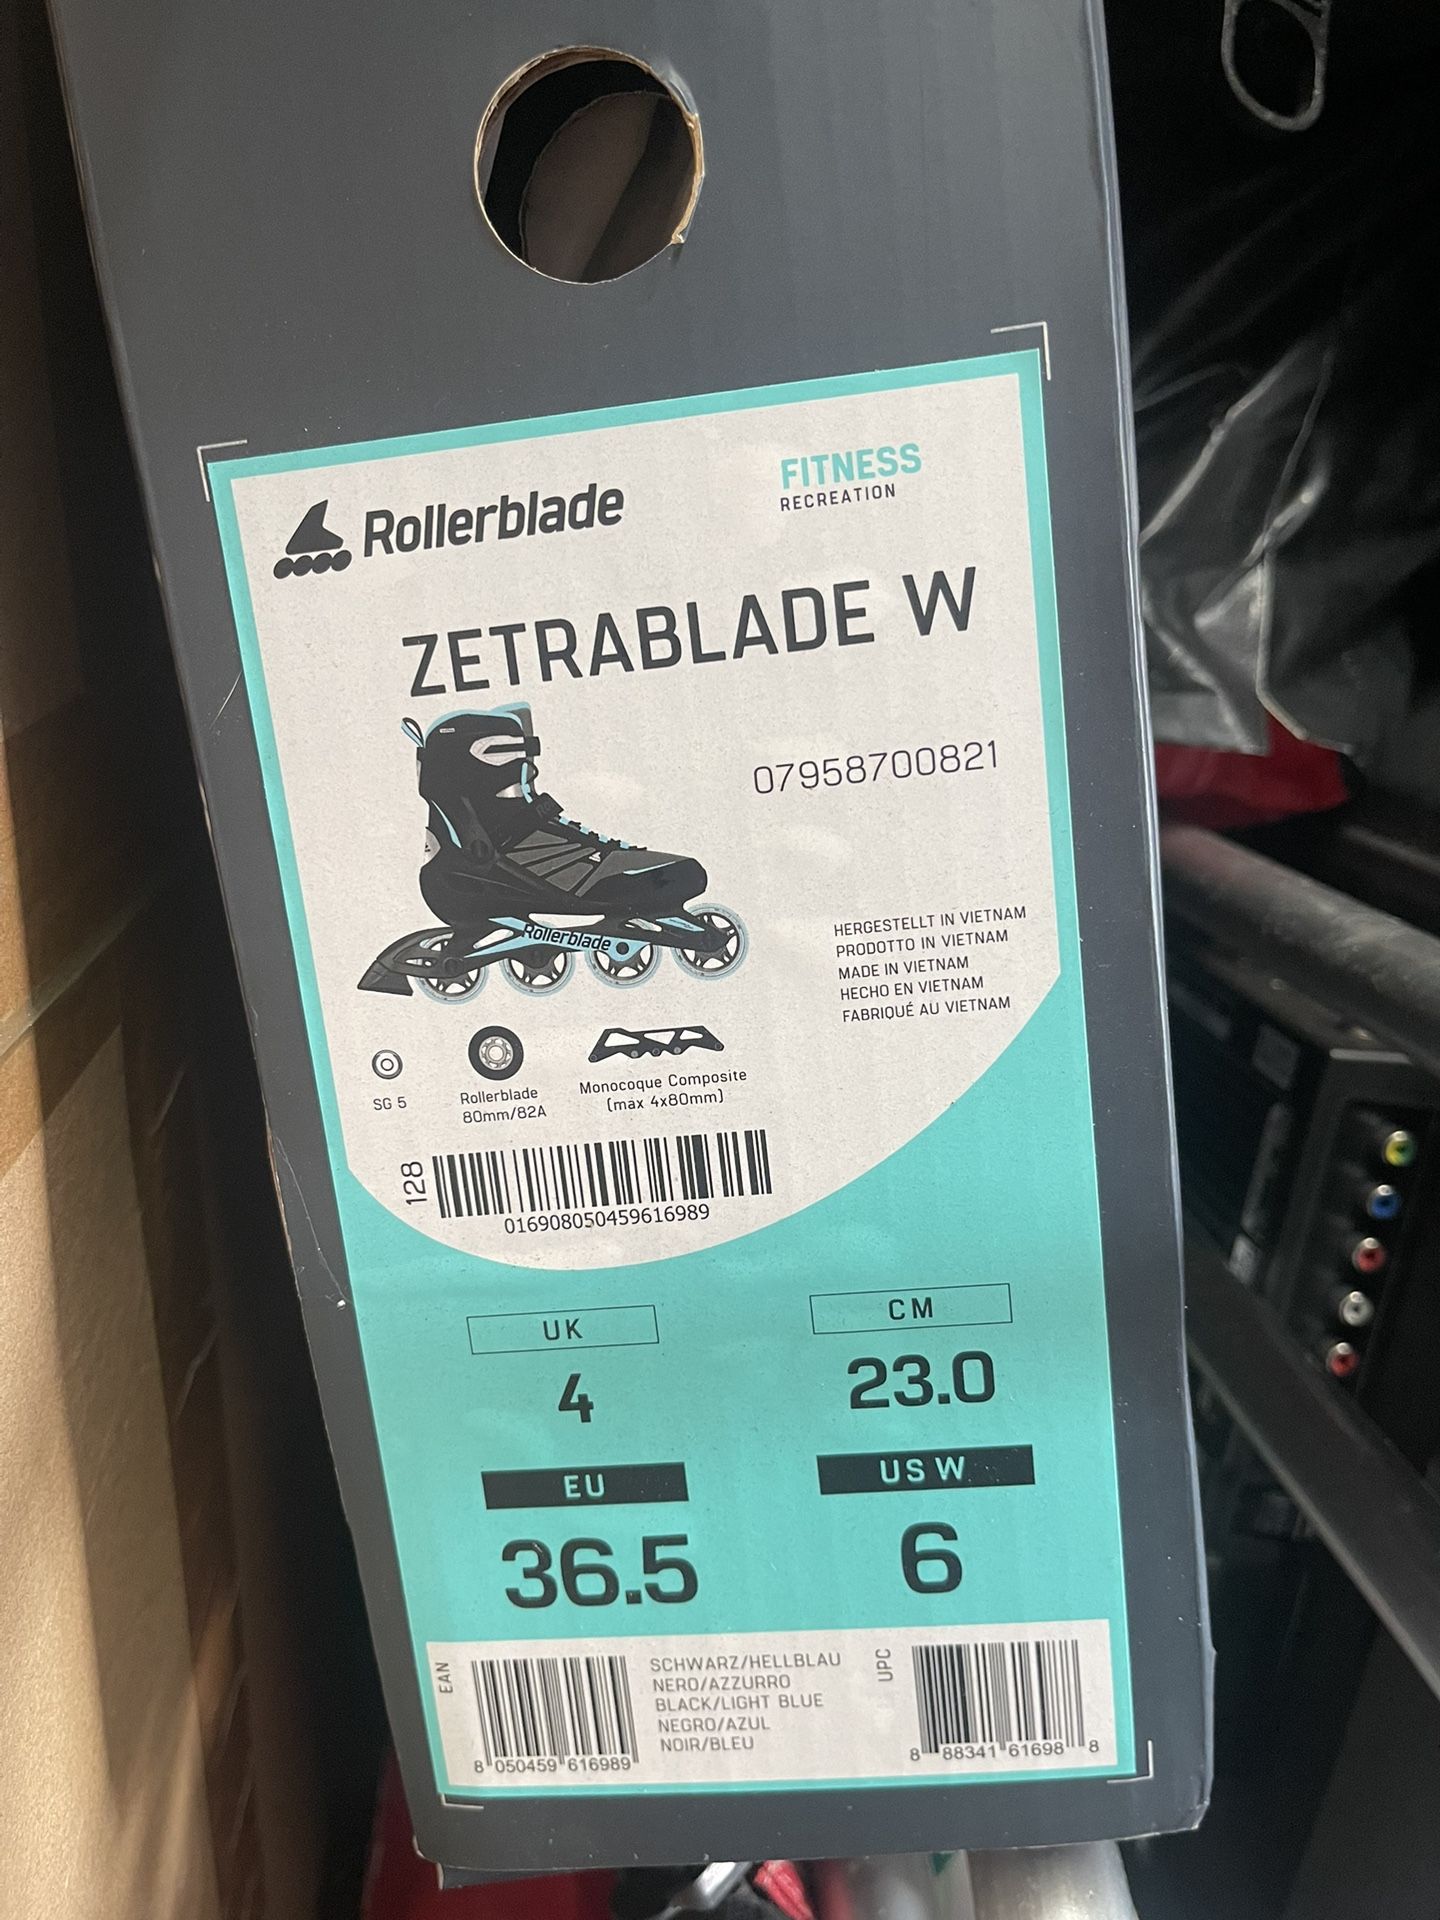 Rollerblade
FITNESS
RECREATION
ZETRABLADE W
07958700821
Rollerblade
HERGESTELLT IN VIETNAM
PRODOTTO IN VIETNAM
MADE IN VIETNAM
HECHO EN VIETNAM
FABRIQUÉ AU VIETNAM
SG 5
Rollerblade
80mm/82A
Monocoque Composite
(max 4x80mm)
128
016908050459616989
UK
4
CM
23.0
EU
36.5
US W
6
EAN
8 050459 616989
SCHWARZ/HELLBLAU
NERO/AZZURRO
BLACK/LIGHT BLUE
NEGRO/AZUL
NOIR/BLEU
UPC
8 88341 61698 8